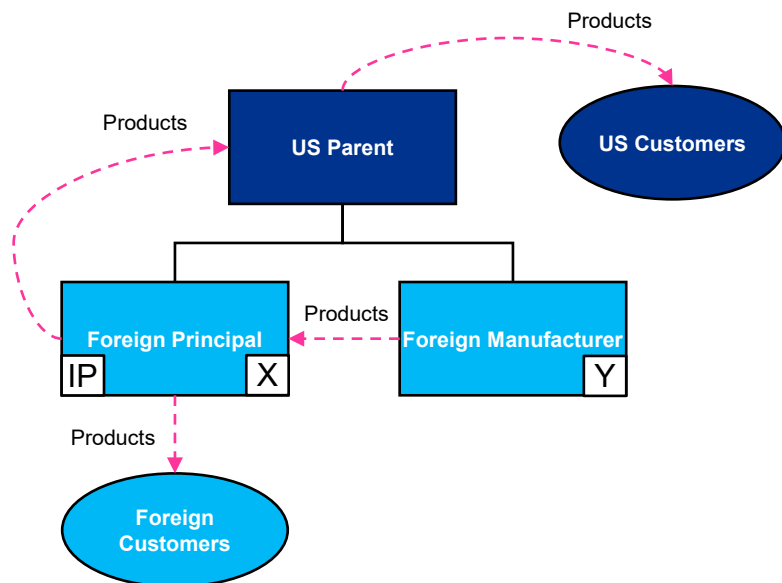 Products
US Parent
US Customers
Products
Foreign Principal
Products
Foreign Manufacturer
IP
X
Y
Products
Foreign
Customers